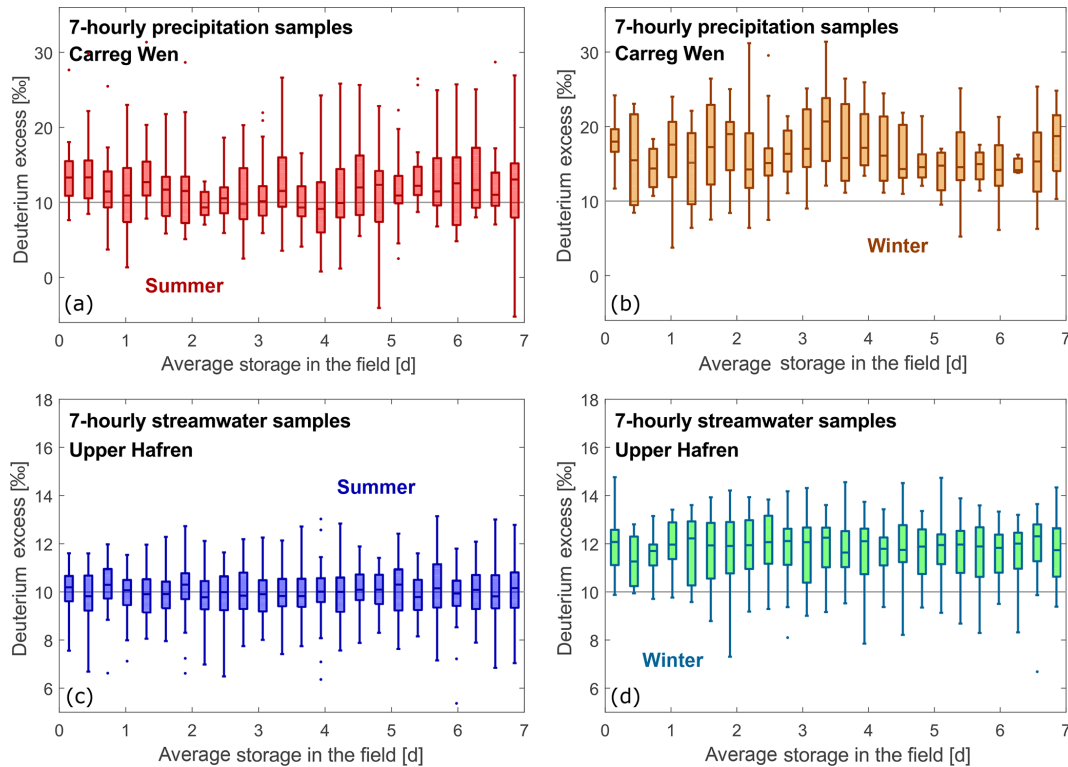 7-hourly precipitation samples
Carreg Wen
Deuterium excess [‰]
30
20
10
0
Summer
(a)
0 1 2 3 4 5 6 7
Average storage in the field [d]
7-hourly precipitation samples
Carreg Wen
Deuterium excess [‰]
30
20
10
0
Winter
(b)
0 1 2 3 4 5 6 7
Average storage in the field [d]
7-hourly streamwater samples
Upper Hafren
Deuterium excess [‰]
18
16
14
12
10
8
6
Summer
(c)
0 1 2 3 4 5 6 7
Average storage in the field [d]
7-hourly streamwater samples
Upper Hafren
Deuterium excess [‰]
18
16
14
12
10
8
6
Winter
(d)
0 1 2 3 4 5 6 7
Average storage in the field [d]